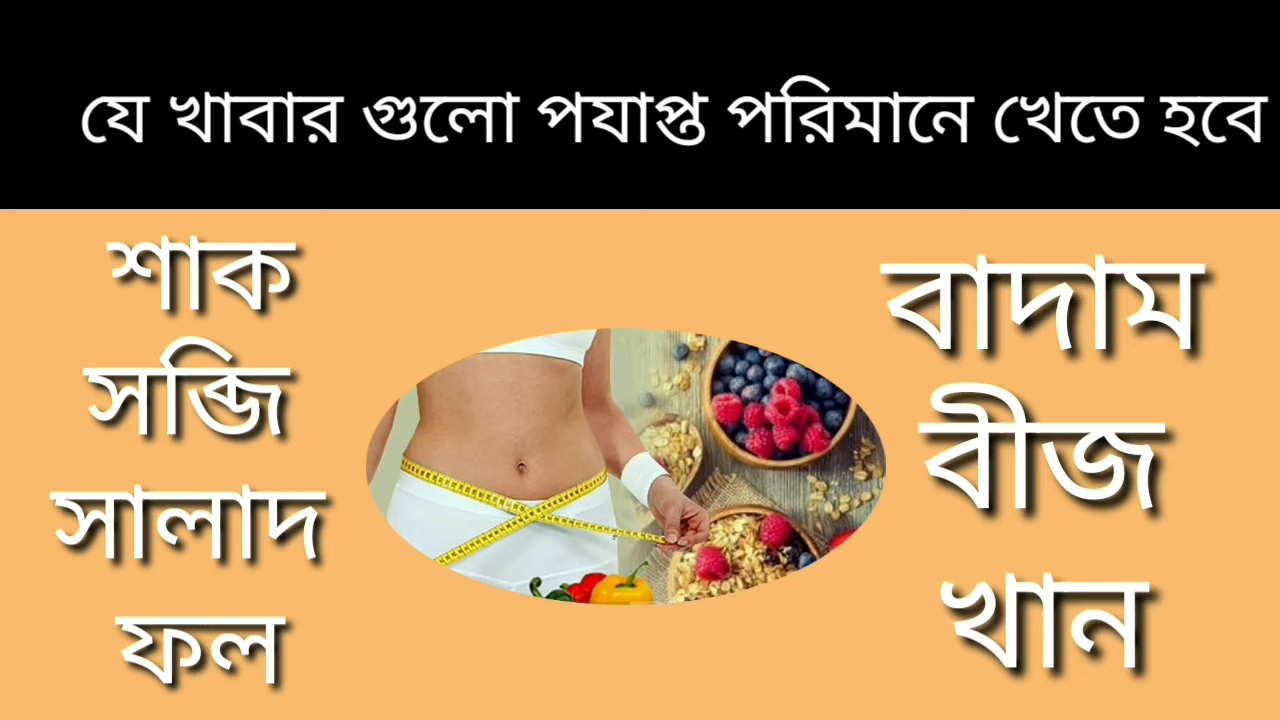 যে খাবার গুলো পযাপ্ত পরিমানে খেতে হবে
শাক
সব্জি
সালাদ
ফল
বাদাম
বীজ
খান